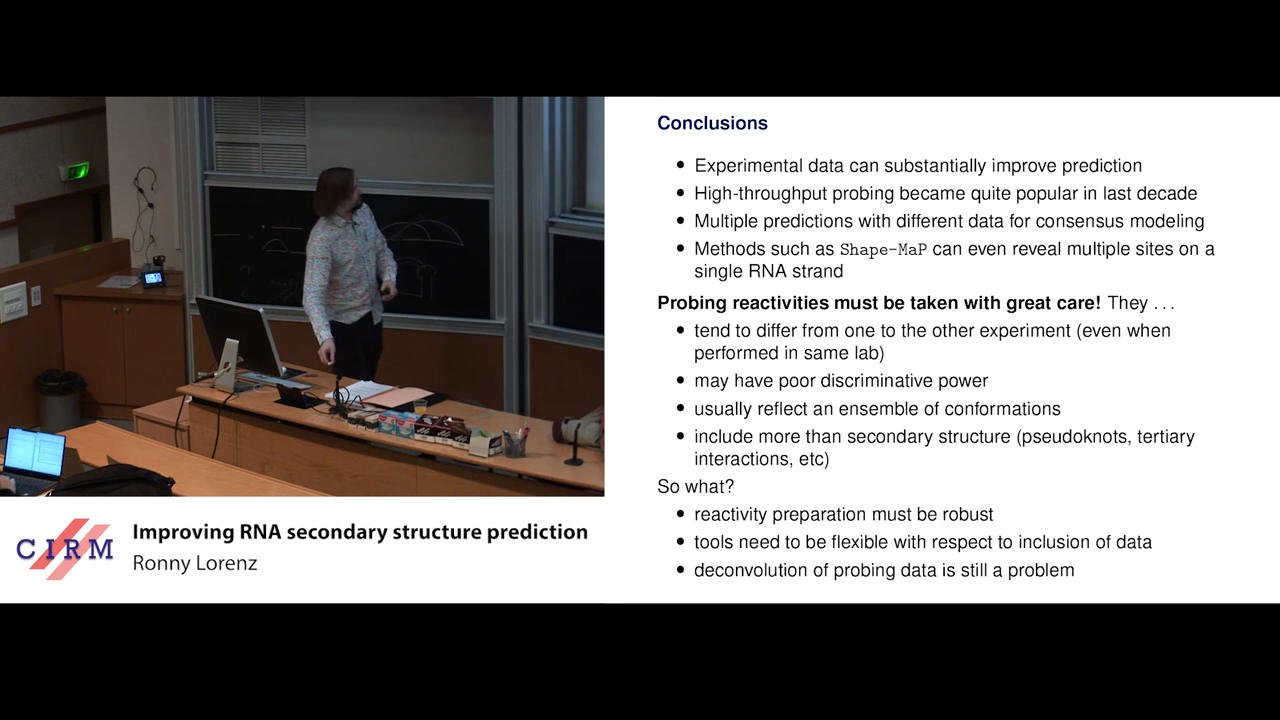 Conclusions
• Experimental data can substantially improve prediction
• High-throughput probing became quite popular in last decade
• Multiple predictions with different data for consensus modeling
• Methods such as Shape-MaP can even reveal multiple sites on a
single RNA strand
Probing reactivities must be taken with great care! They ...
• tend to differ from one to the other experiment (even when
performed in same lab)
• may have poor discriminative power
• usually reflect an ensemble of conformations
• include more than secondary structure (pseudoknots, tertiary
interactions, etc)
So what?
• reactivity preparation must be robust
• tools need to be flexible with respect to inclusion of data
• deconvolution of probing data is still a problem
CIRM
Improving RNA secondary structure prediction
Ronny Lorenz